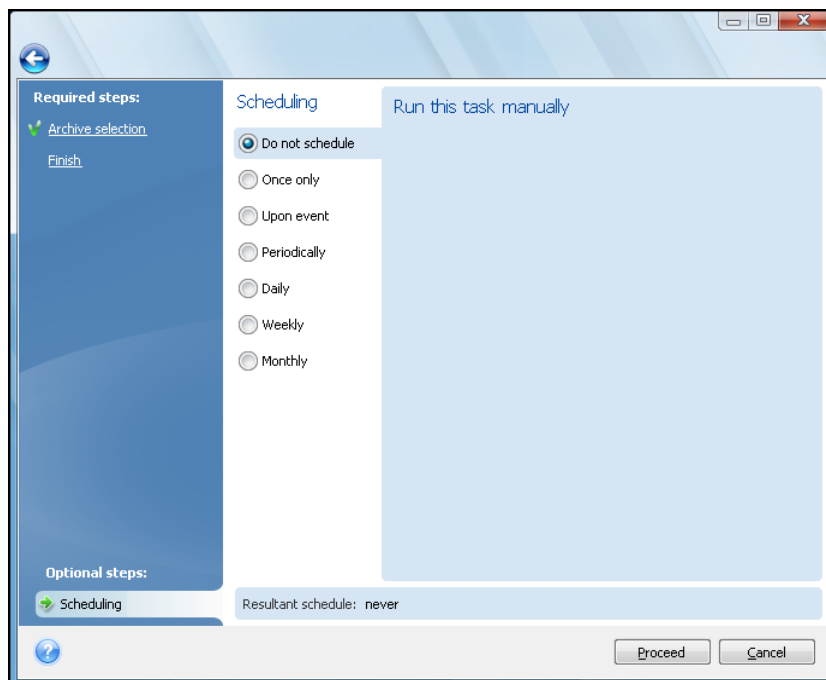 Required steps:
Archive selection
Finish
Optional steps:
Scheduling
Scheduling
Do not schedule
Once only
Upon event
Periodically
Daily
Weekly
Monthly
Run this task manually
Resultant schedule: never
Proceed
Cancel